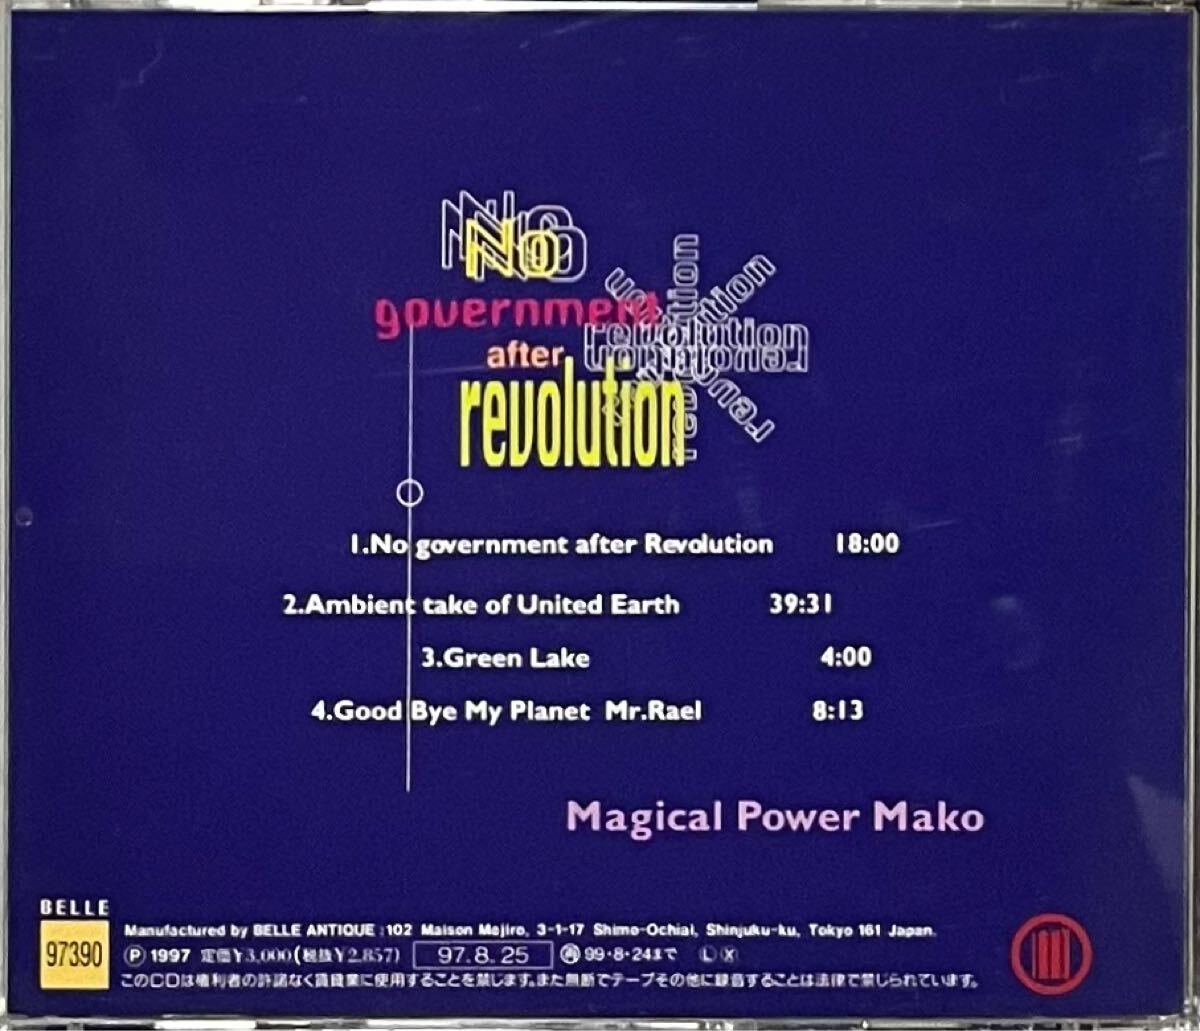 No
government
after
revolution
revolution
revolution
revolution
revolution
1.No government after Revolution 18:00
2.Ambient take of United Earth 39:31
3.Green Lake 4:00
4.Good Bye My Planet Mr.Rael 8:13
Magical Power Mako
BELLE
97390
Manufactured by BELLE ANTIQUE : 102 Maison Mejiro, 3-1-17 Shimo-Ochiai, Shinjuku-ku, Tokyo 161 Japan.
Ⓟ 1997 定価¥3,000(税抜¥2,857) 97.8.25 再 99・8・24まで Ⓛ Ⓧ
このCDは権利者の許諾なく賃貸業に使用することを禁じます。また無断でテープその他に録音することは法律で禁じられています。